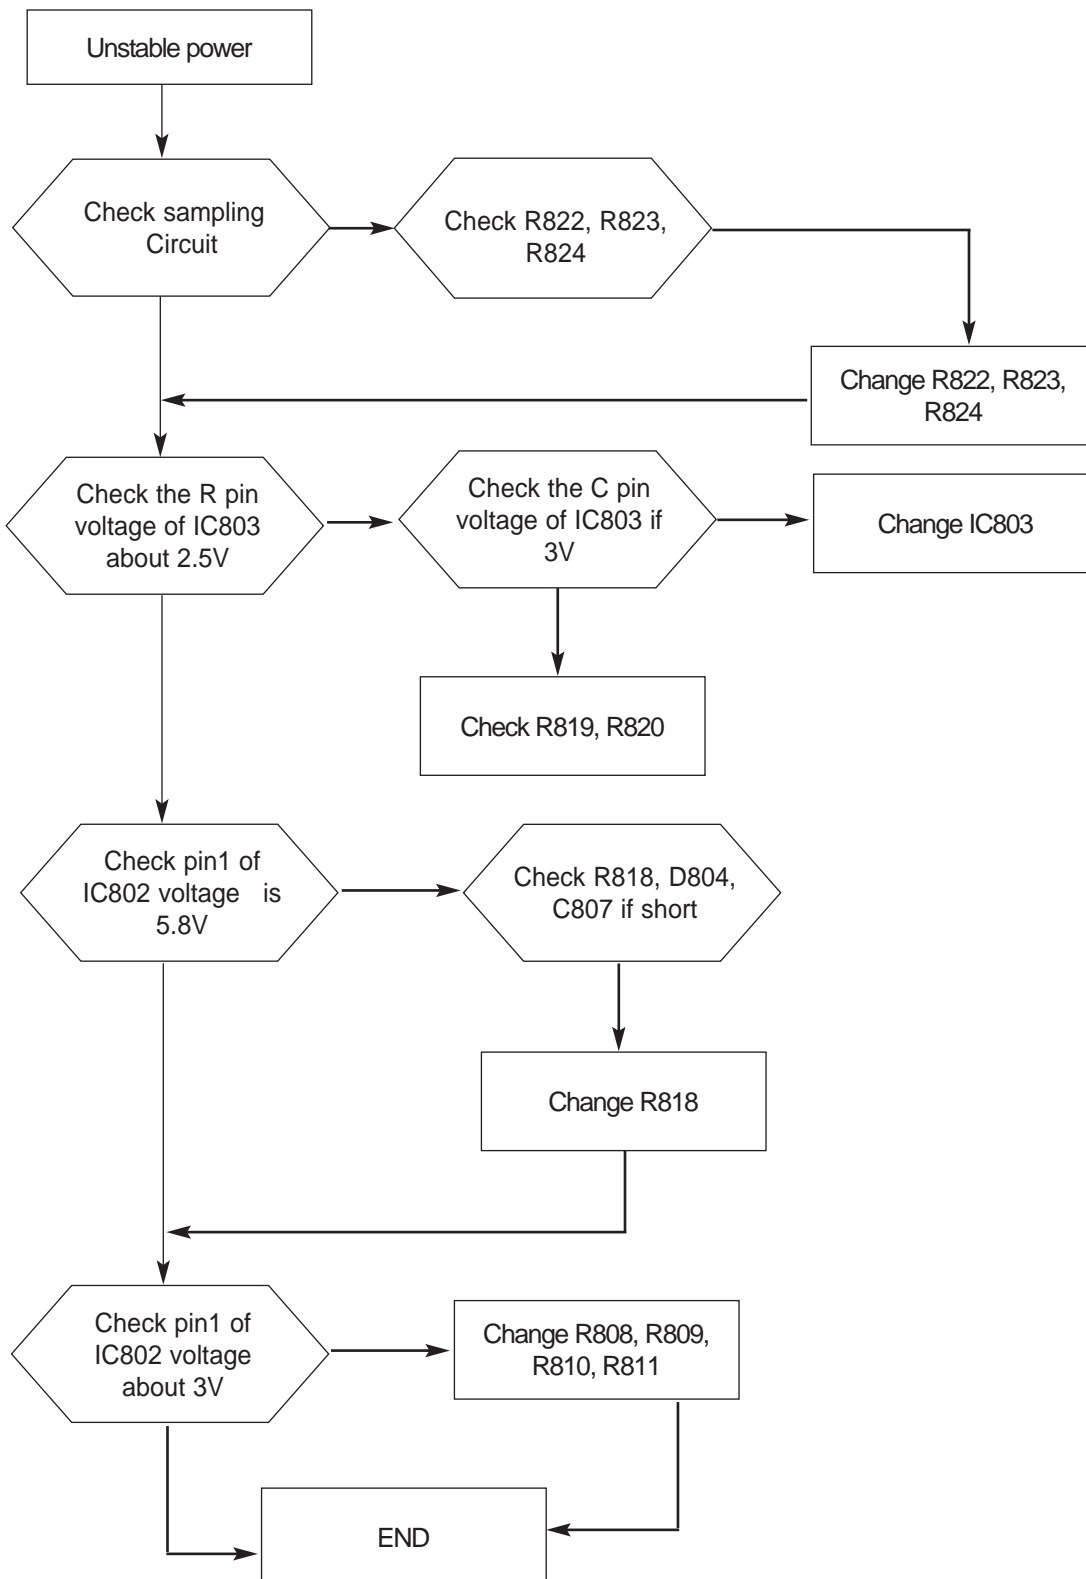 Unstable power
Check sampling
Circuit
Check R822, R823,
R824
Change R822, R823,
R824
Check the R pin
voltage of IC803
about 2.5V
Check the C pin
voltage of IC803 if
3V
Change IC803
Check R819, R820
Check pin1 of
IC802 voltage is
5.8V
Check R818, D804,
C807 if short
Change R818
Check pin1 of
IC802 voltage
about 3V
Change R808, R809,
R810, R811
END